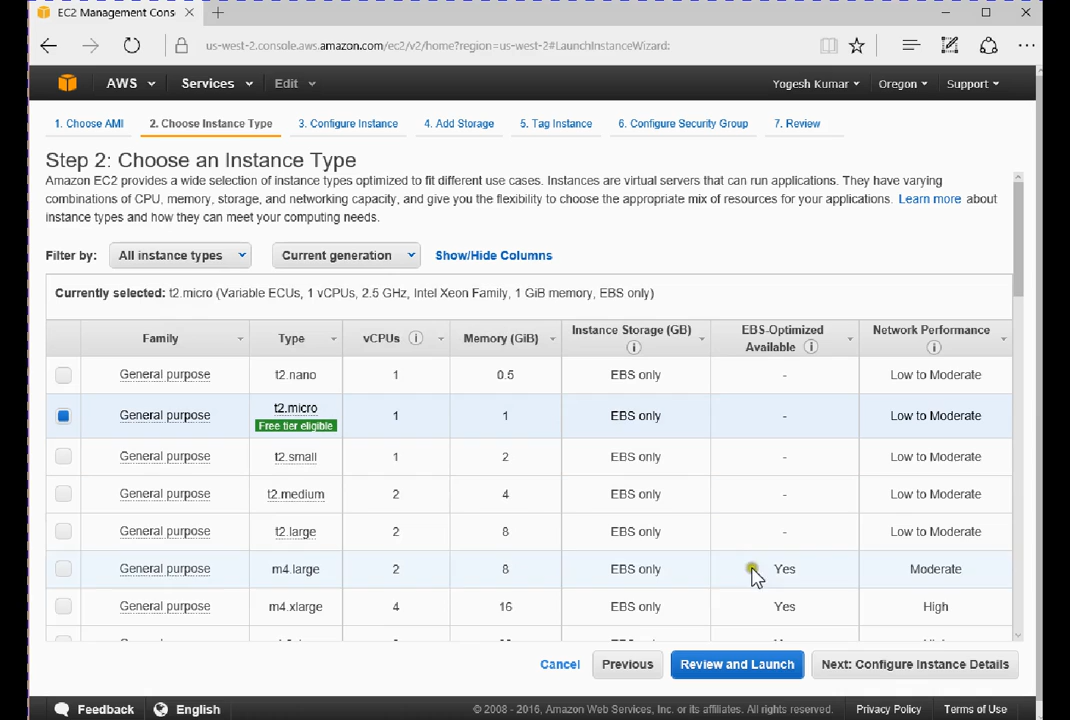 EC2 Management Cons
us-west-2.console.aws.amazon.com/ec2/v2/home?region=us-west-2#LaunchInstanceWizard:
AWS Services Edit Yogesh Kumar Oregon Support
1. Choose AMI 2. Choose Instance Type 3. Configure Instance 4. Add Storage 5. Tag Instance 6. Configure Security Group 7. Review
Step 2: Choose an Instance Type
Amazon EC2 provides a wide selection of instance types optimized to fit different use cases. Instances are virtual servers that can run applications. They have varying
combinations of CPU, memory, storage, and networking capacity, and give you the flexibility to choose the appropriate mix of resources for your applications. Learn more about
instance types and how they can meet your computing needs.
Filter by: All instance types Current generation Show/Hide Columns
Currently selected: t2.micro (Variable ECUs, 1 vCPUs, 2.5 GHz, Intel Xeon Family, 1 GiB memory, EBS only)
Family Type vCPUs Memory (GiB) Instance Storage (GB) EBS-Optimized Available Network Performance
General purpose t2.nano 1 0.5 EBS only - Low to Moderate
General purpose t2.micro 1 1 EBS only - Low to Moderate
Free tier eligible
General purpose t2.small 1 2 EBS only - Low to Moderate
General purpose t2.medium 2 4 EBS only - Low to Moderate
General purpose t2.large 2 8 EBS only - Low to Moderate
General purpose m4.large 2 8 EBS only Yes Moderate
General purpose m4.xlarge 4 16 EBS only Yes High
Cancel Previous Review and Launch Next: Configure Instance Details
Feedback English © 2008 - 2016, Amazon Web Services, Inc. or its affiliates. All rights reserved. Privacy Policy Terms of Use